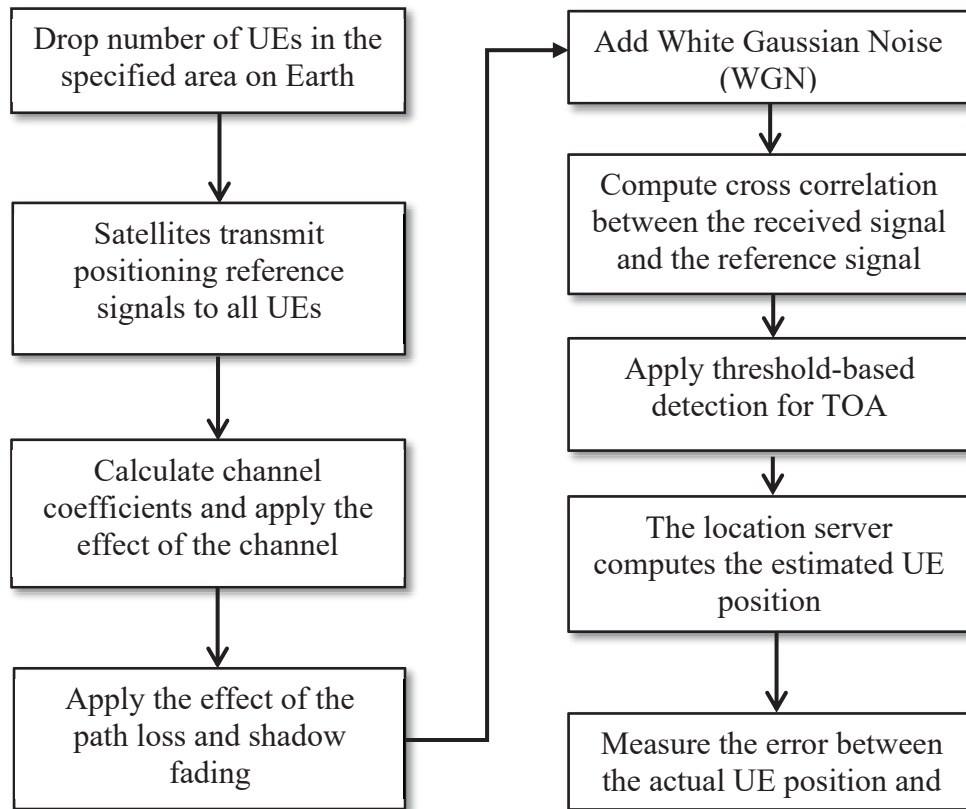 Drop number of UEs in the
specified area on Earth
Satellites transmit
positioning reference
signals to all UEs
Calculate channel
coefficients and apply the
effect of the channel
Apply the effect of the
path loss and shadow
fading
Add White Gaussian Noise
(WGN)
Compute cross correlation
between the received signal
and the reference signal
Apply threshold-based
detection for TOA
The location server
computes the estimated UE
position
Measure the error between
the actual UE position and